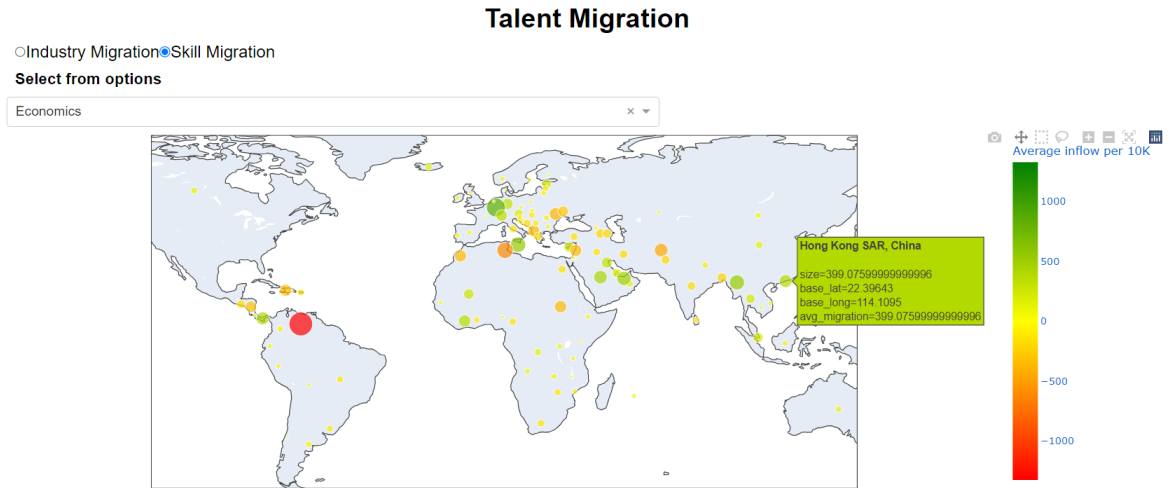 Talent Migration
Industry Migration Skill Migration
Select from options
Economics
Average inflow per 10K
1000
500
0
−500
−1000
Hong Kong SAR, China
size=399.07599999999996
base_lat=22.39643
base_long=114.1095
avg_migration=399.07599999999996